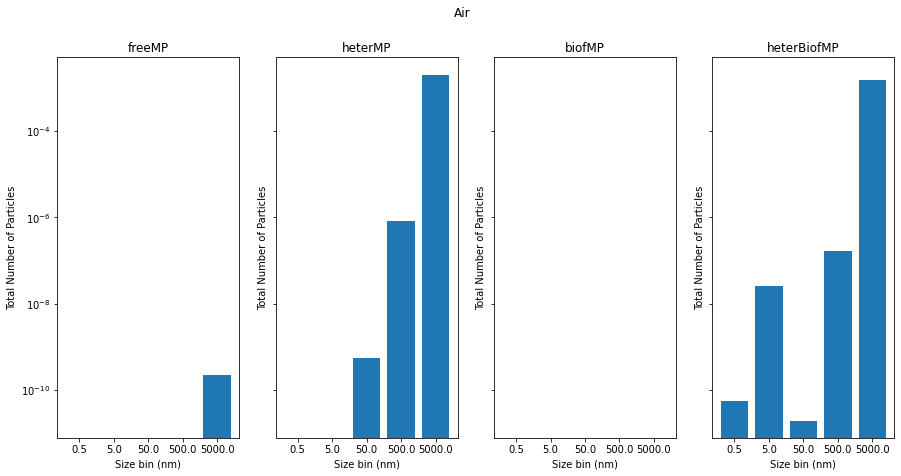 Air
freeMP
heterMP
biofMP
heterBiofMP
Total Number of Particles
10⁻⁴
10⁻⁶
10⁻⁸
10⁻¹⁰
0.5 5.0 50.0 500.0 5000.0
Size bin (nm)
Total Number of Particles
0.5 5.0 50.0 500.0 5000.0
Size bin (nm)
Total Number of Particles
0.5 5.0 50.0 500.0 5000.0
Size bin (nm)
Total Number of Particles
0.5 5.0 50.0 500.0 5000.0
Size bin (nm)